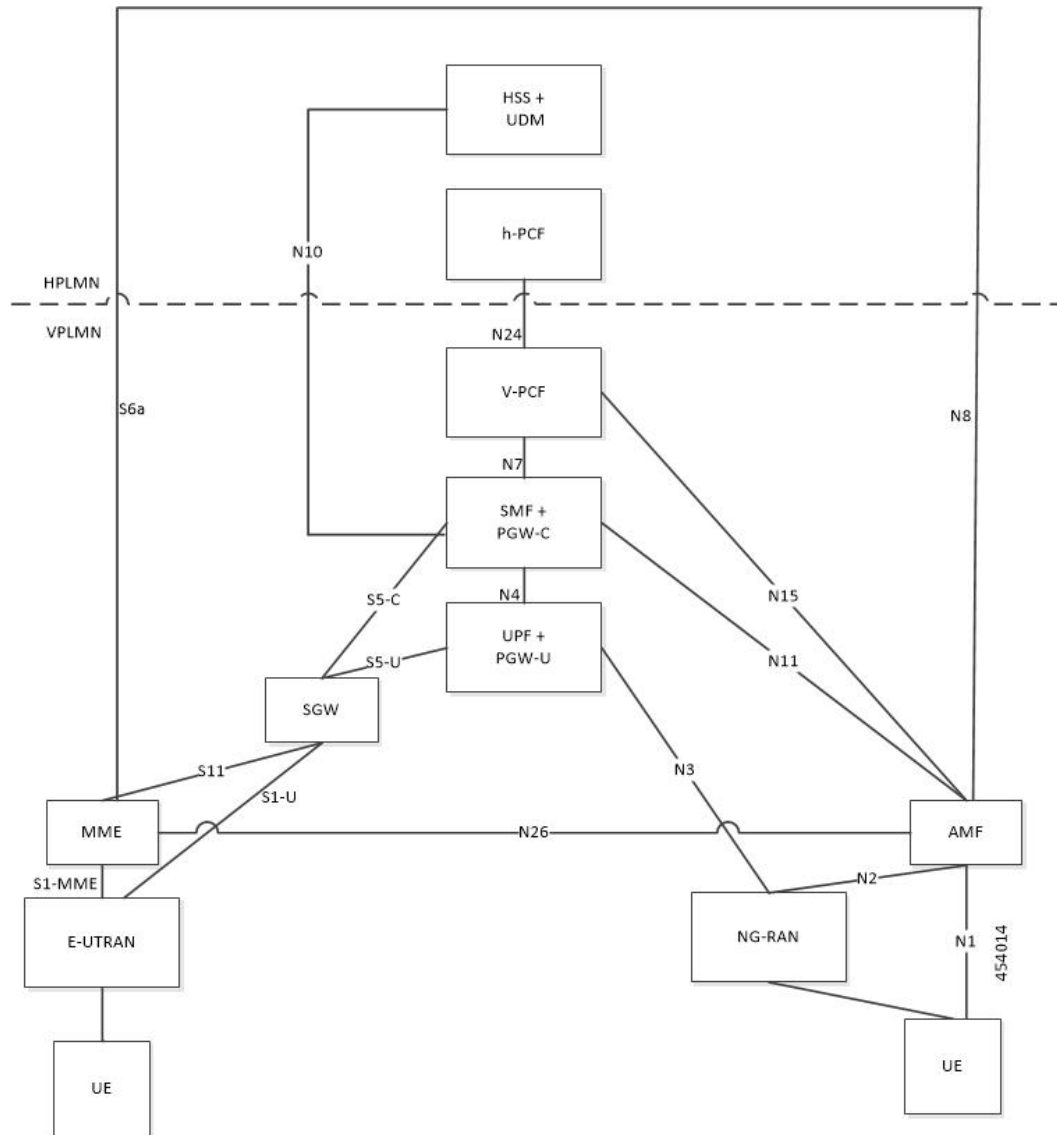 HSS +
UDM
h-PCF
N10
HPLMN
VPLMN
N24
V-PCF
S6a
N8
N7
SMF +
PGW-C
N4
S5-C
N15
UPF +
PGW-U
S5-U
N11
SGW
S11
N3
S1-U
MME
N26
AMF
S1-MME
N2
E-UTRAN
NG-RAN
N1
454014
UE
UE